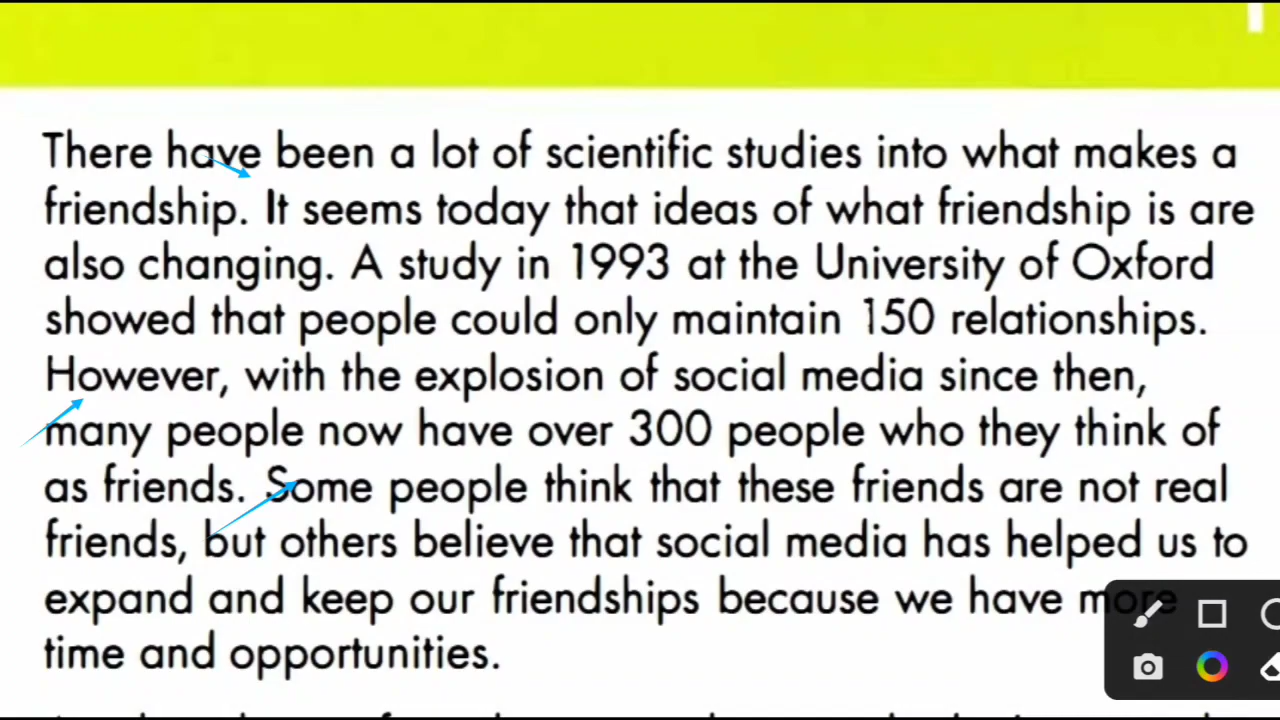 There have been a lot of scientific studies into what makes a
friendship. It seems today that ideas of what friendship is are
also changing. A study in 1993 at the University of Oxford
showed that people could only maintain 150 relationships.
However, with the explosion of social media since then,
many people now have over 300 people who they think of
as friends. Some people think that these friends are not real
friends, but others believe that social media has helped us to
expand and keep our friendships because we have more
time and opportunities.